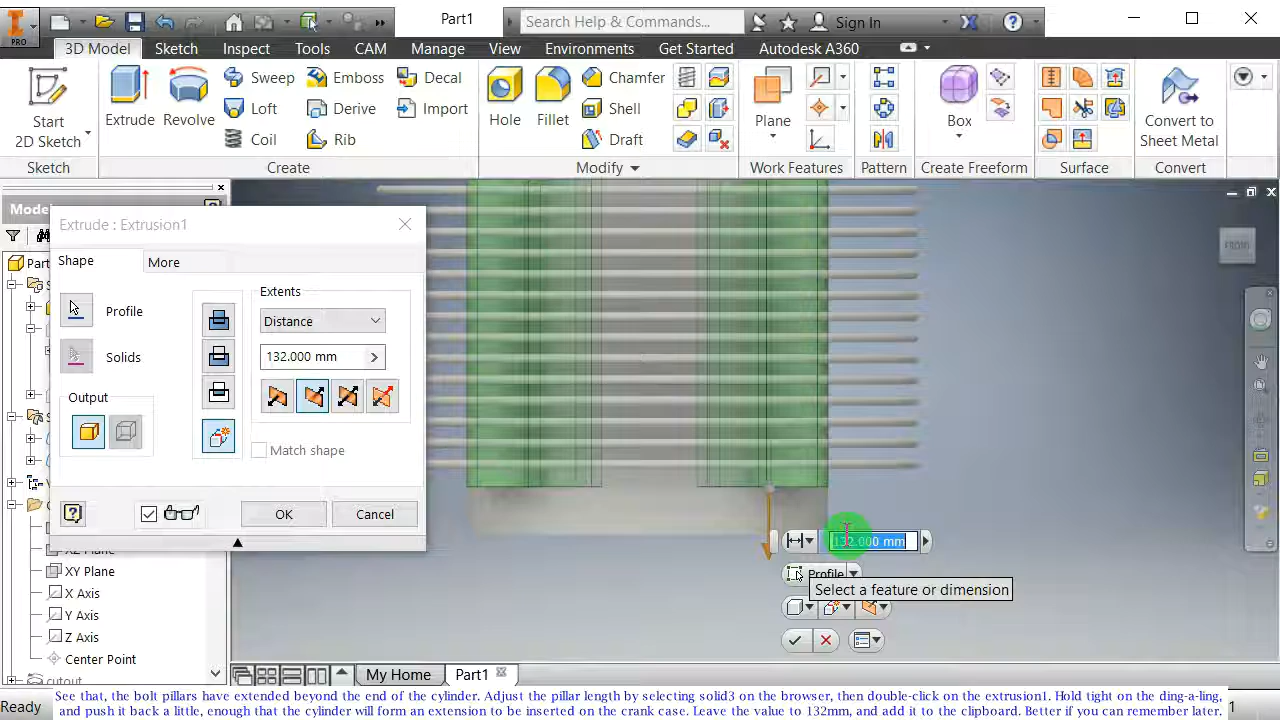 PRO
Part1
Search Help & Commands...
Sign In
3D Model Sketch Inspect Tools CAM Manage View Environments Get Started Autodesk A360
Start
2D Sketch
Extrude Revolve
Sweep Emboss Decal
Loft Derive Import
Coil Rib
Hole Fillet
Chamfer
Shell
Draft
Plane
Box
Convert to
Sheet Metal
Sketch Create Modify Work Features Pattern Create Freeform Surface Convert
Extrude : Extrusion1
Shape More
Profile
Solids
Output
Extents
Distance
132.000 mm
Match shape
OK Cancel
XY Plane
X Axis
Y Axis
Z Axis
Center Point
FRONT
132.000 mm
Profile
Select a feature or dimension
My Home Part1
Ready
See that, the bolt pillars have extended beyond the end of the cylinder. Adjust the pillar length by selecting solid3 on the browser, then double-click on the extrusion1. Hold tight on the ding-a-ling,
and push it back a little, enough that the cylinder will form an extension to be inserted on the crank case. Leave the value to 132mm, and add it to the clipboard. Better if you can remember later.
1